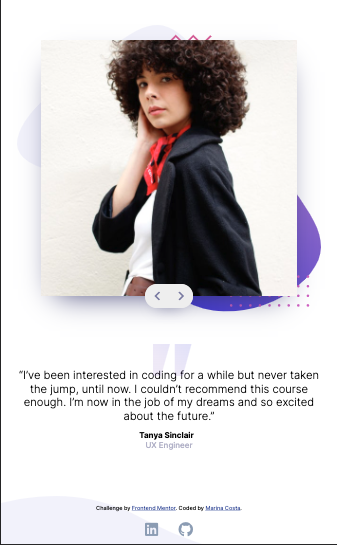 “I’ve been interested in coding for a while but never taken
the jump, until now. I couldn’t recommend this course
enough. I’m now in the job of my dreams and so excited
about the future.”
Tanya Sinclair
UX Engineer
Challenge by Frontend Mentor. Coded by Marina Costa.